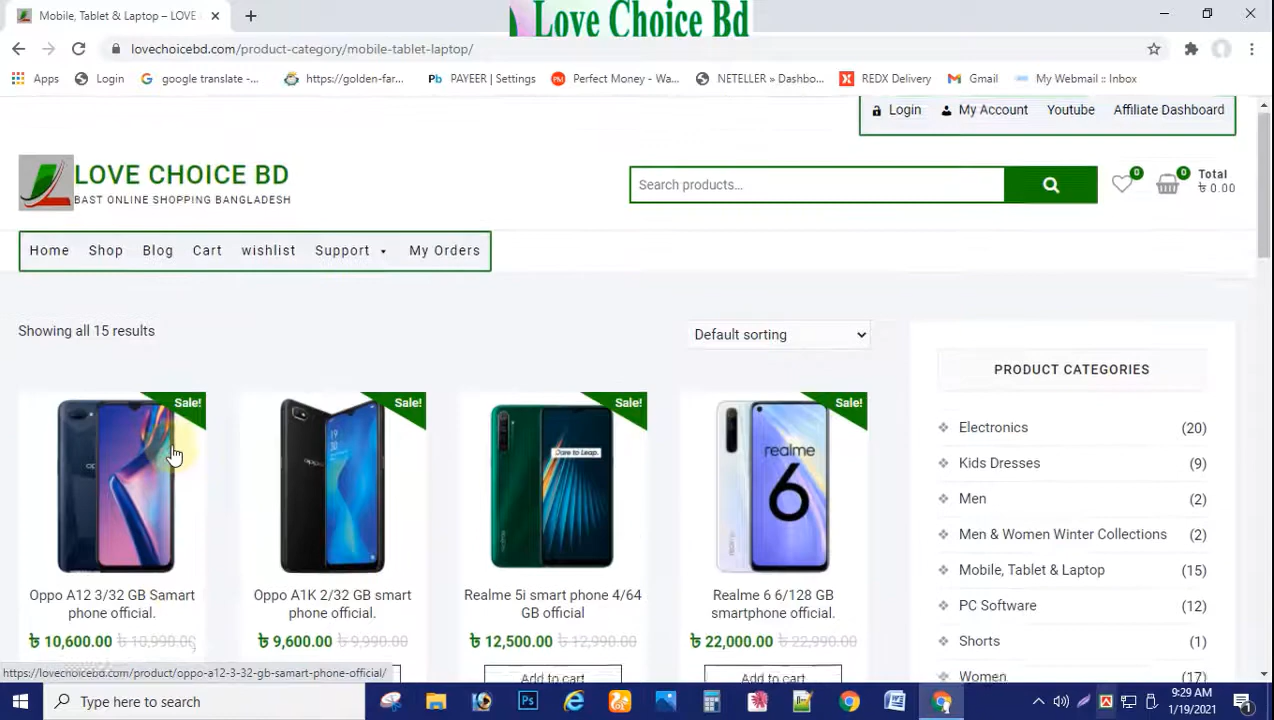 Mobile, Tablet & Laptop – LOVE
Love Choice Bd
lovechoicebd.com/product-category/mobile-tablet-laptop/
Apps Login google translate -... https://golden-far... PAYEER | Settings Perfect Money - Wa... NETELLER » Dashbo... REDX Delivery Gmail My Webmail :: Inbox
Login My Account Youtube Affiliate Dashboard
LOVE CHOICE BD
BAST ONLINE SHOPPING BANGLADESH
Search products...
0
0
Total
৳ 0.00
Home Shop Blog Cart wishlist Support My Orders
Showing all 15 results
Default sorting
Sale!
Sale!
Sale!
Sale!
oppo
Dare to Leap.
realme
6
Oppo A12 3/32 GB Samart
phone official.
৳ 10,600.00 ৳ 10,990.00
Oppo A1K 2/32 GB smart
phone official.
৳ 9,600.00 ৳ 9,990.00
Realme 5i smart phone 4/64
GB official
৳ 12,500.00 ৳ 12,990.00
Add to cart
Realme 6 6/128 GB
smartphone official.
৳ 22,000.00 ৳ 22,990.00
Add to cart
PRODUCT CATEGORIES
Electronics (20)
Kids Dresses (9)
Men (2)
Men & Women Winter Collections (2)
Mobile, Tablet & Laptop (15)
PC Software (12)
Shorts (1)
Women (7)
https://lovechoicebd.com/product/oppo-a12-3-32-gb-samart-phone-official/
Type here to search
9:29 AM
1/19/2021